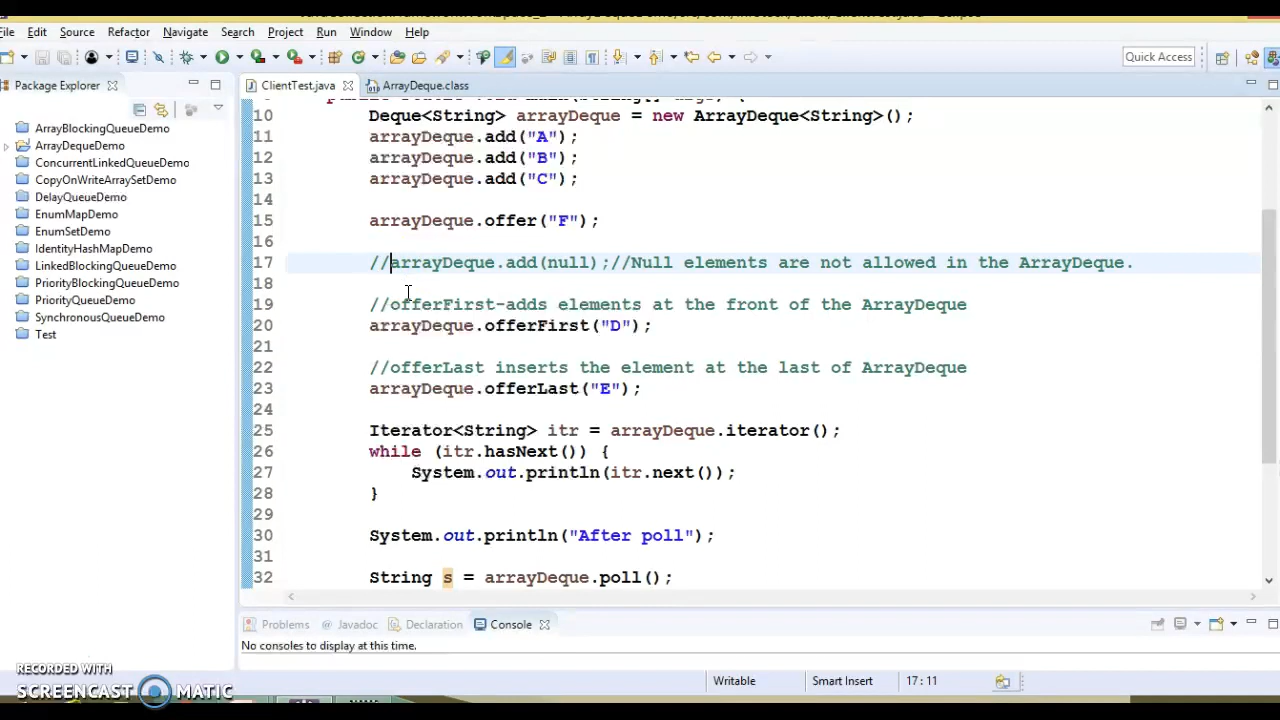 File Edit Source Refactor Navigate Search Project Run Window Help
Quick Access
Package Explorer
ClientTest.java
ArrayDeque.class
ArrayBlockingQueueDemo
ArrayDequeDemo
ConcurrentLinkedQueueDemo
CopyOnWriteArraySetDemo
DelayQueueDemo
EnumMapDemo
EnumSetDemo
IdentityHashMapDemo
LinkedBlockingQueueDemo
PriorityBlockingQueueDemo
PriorityQueueDemo
SynchronousQueueDemo
Test
10 Deque<String> arrayDeque = new ArrayDeque<String>();
11 arrayDeque.add("A");
12 arrayDeque.add("B");
13 arrayDeque.add("C");
14
15 arrayDeque.offer("F");
16
17 //arrayDeque.add(null);//Null elements are not allowed in the ArrayDeque.
18
19 //offerFirst-adds elements at the front of the ArrayDeque
20 arrayDeque.offerFirst("D");
21
22 //offerLast inserts the element at the last of ArrayDeque
23 arrayDeque.offerLast("E");
24
25 Iterator<String> itr = arrayDeque.iterator();
26 while (itr.hasNext()) {
27 System.out.println(itr.next());
28 }
29
30 System.out.println("After poll");
31
32 String s = arrayDeque.poll();
Problems @ Javadoc Declaration Console
No consoles to display at this time.
Writable Smart Insert 17 : 11
RECORDED WITH
SCREENCAST MATIC